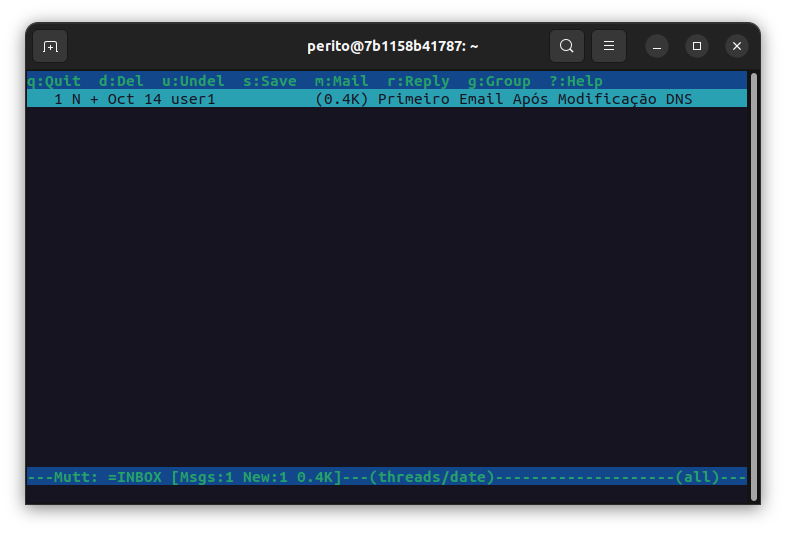 perito@7b1158b41787: ~
q:Quit  d:Del  u:Undel  s:Save  m:Mail  r:Reply  g:Group  ?:Help
   1 N + Oct 14 user1           (0.4K) Primeiro Email Após Modificação DNS
---Mutt: =INBOX [Msgs:1 New:1 0.4K]---(threads/date)--------------------(all)---